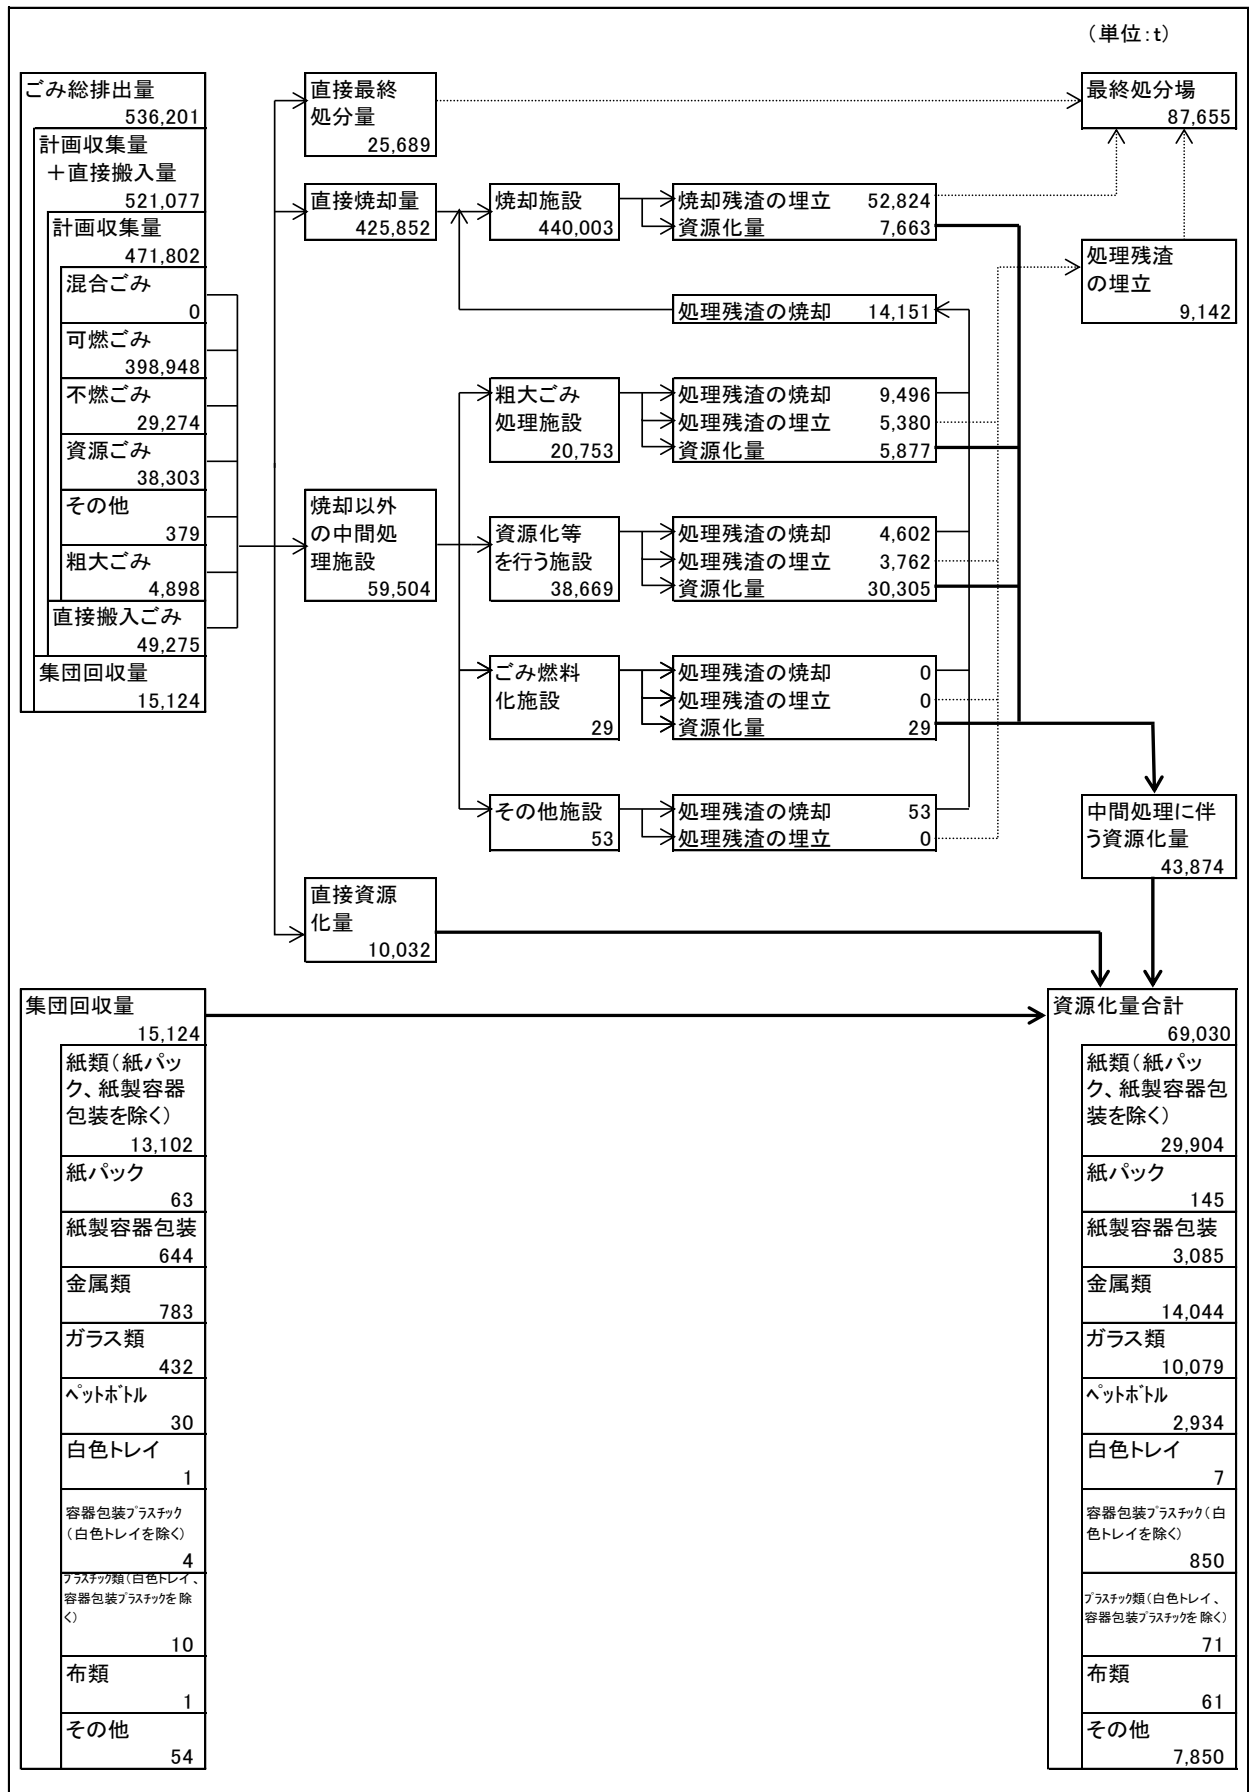 （単位：t）
ごみ総排出量
536,201
計画収集量
＋直接搬入量
521,077
計画収集量
471,802
混合ごみ
0
可燃ごみ
398,948
不燃ごみ
29,274
資源ごみ
38,303
その他
379
粗大ごみ
4,898
直接搬入ごみ
49,275
集団回収量
15,124
直接最終
処分量
25,689
直接焼却量
425,852
焼却以外
の中間処
理施設
59,504
直接資源
化量
10,032
焼却施設
440,003
粗大ごみ
処理施設
20,753
資源化等
を行う施設
38,669
ごみ燃料
化施設
29
その他施設
53
焼却残渣の埋立 52,824
資源化量 7,663
処理残渣の焼却 14,151
処理残渣の焼却 9,496
処理残渣の埋立 5,380
資源化量 5,877
処理残渣の焼却 4,602
処理残渣の埋立 3,762
資源化量 30,305
処理残渣の焼却 0
処理残渣の埋立 0
資源化量 29
処理残渣の焼却 53
処理残渣の埋立 0
最終処分場
87,655
処理残渣
の埋立
9,142
中間処理に伴
う資源化量
43,874
集団回収量
15,124
紙類（紙パッ
ク、紙製容器
包装を除く）
13,102
紙パック
63
紙製容器包装
644
金属類
783
ガラス類
432
ﾍﾟｯﾄﾎﾞﾄﾙ
30
白色トレイ
1
容器包装ﾌﾟﾗｽﾁｯｸ
（白色トレイを除く）
4
ﾌﾟﾗｽﾁｯｸ類（白色トレイ、
容器包装ﾌﾟﾗｽﾁｯｸを除
く）
10
布類
1
その他
54
資源化量合計
69,030
紙類（紙パッ
ク、紙製容器包
装を除く）
29,904
紙パック
145
紙製容器包装
3,085
金属類
14,044
ガラス類
10,079
ﾍﾟｯﾄﾎﾞﾄﾙ
2,934
白色トレイ
7
容器包装ﾌﾟﾗｽﾁｯｸ（白
色トレイを除く）
850
ﾌﾟﾗｽﾁｯｸ類（白色トレイ、
容器包装ﾌﾟﾗｽﾁｯｸを除く）
71
布類
61
その他
7,850